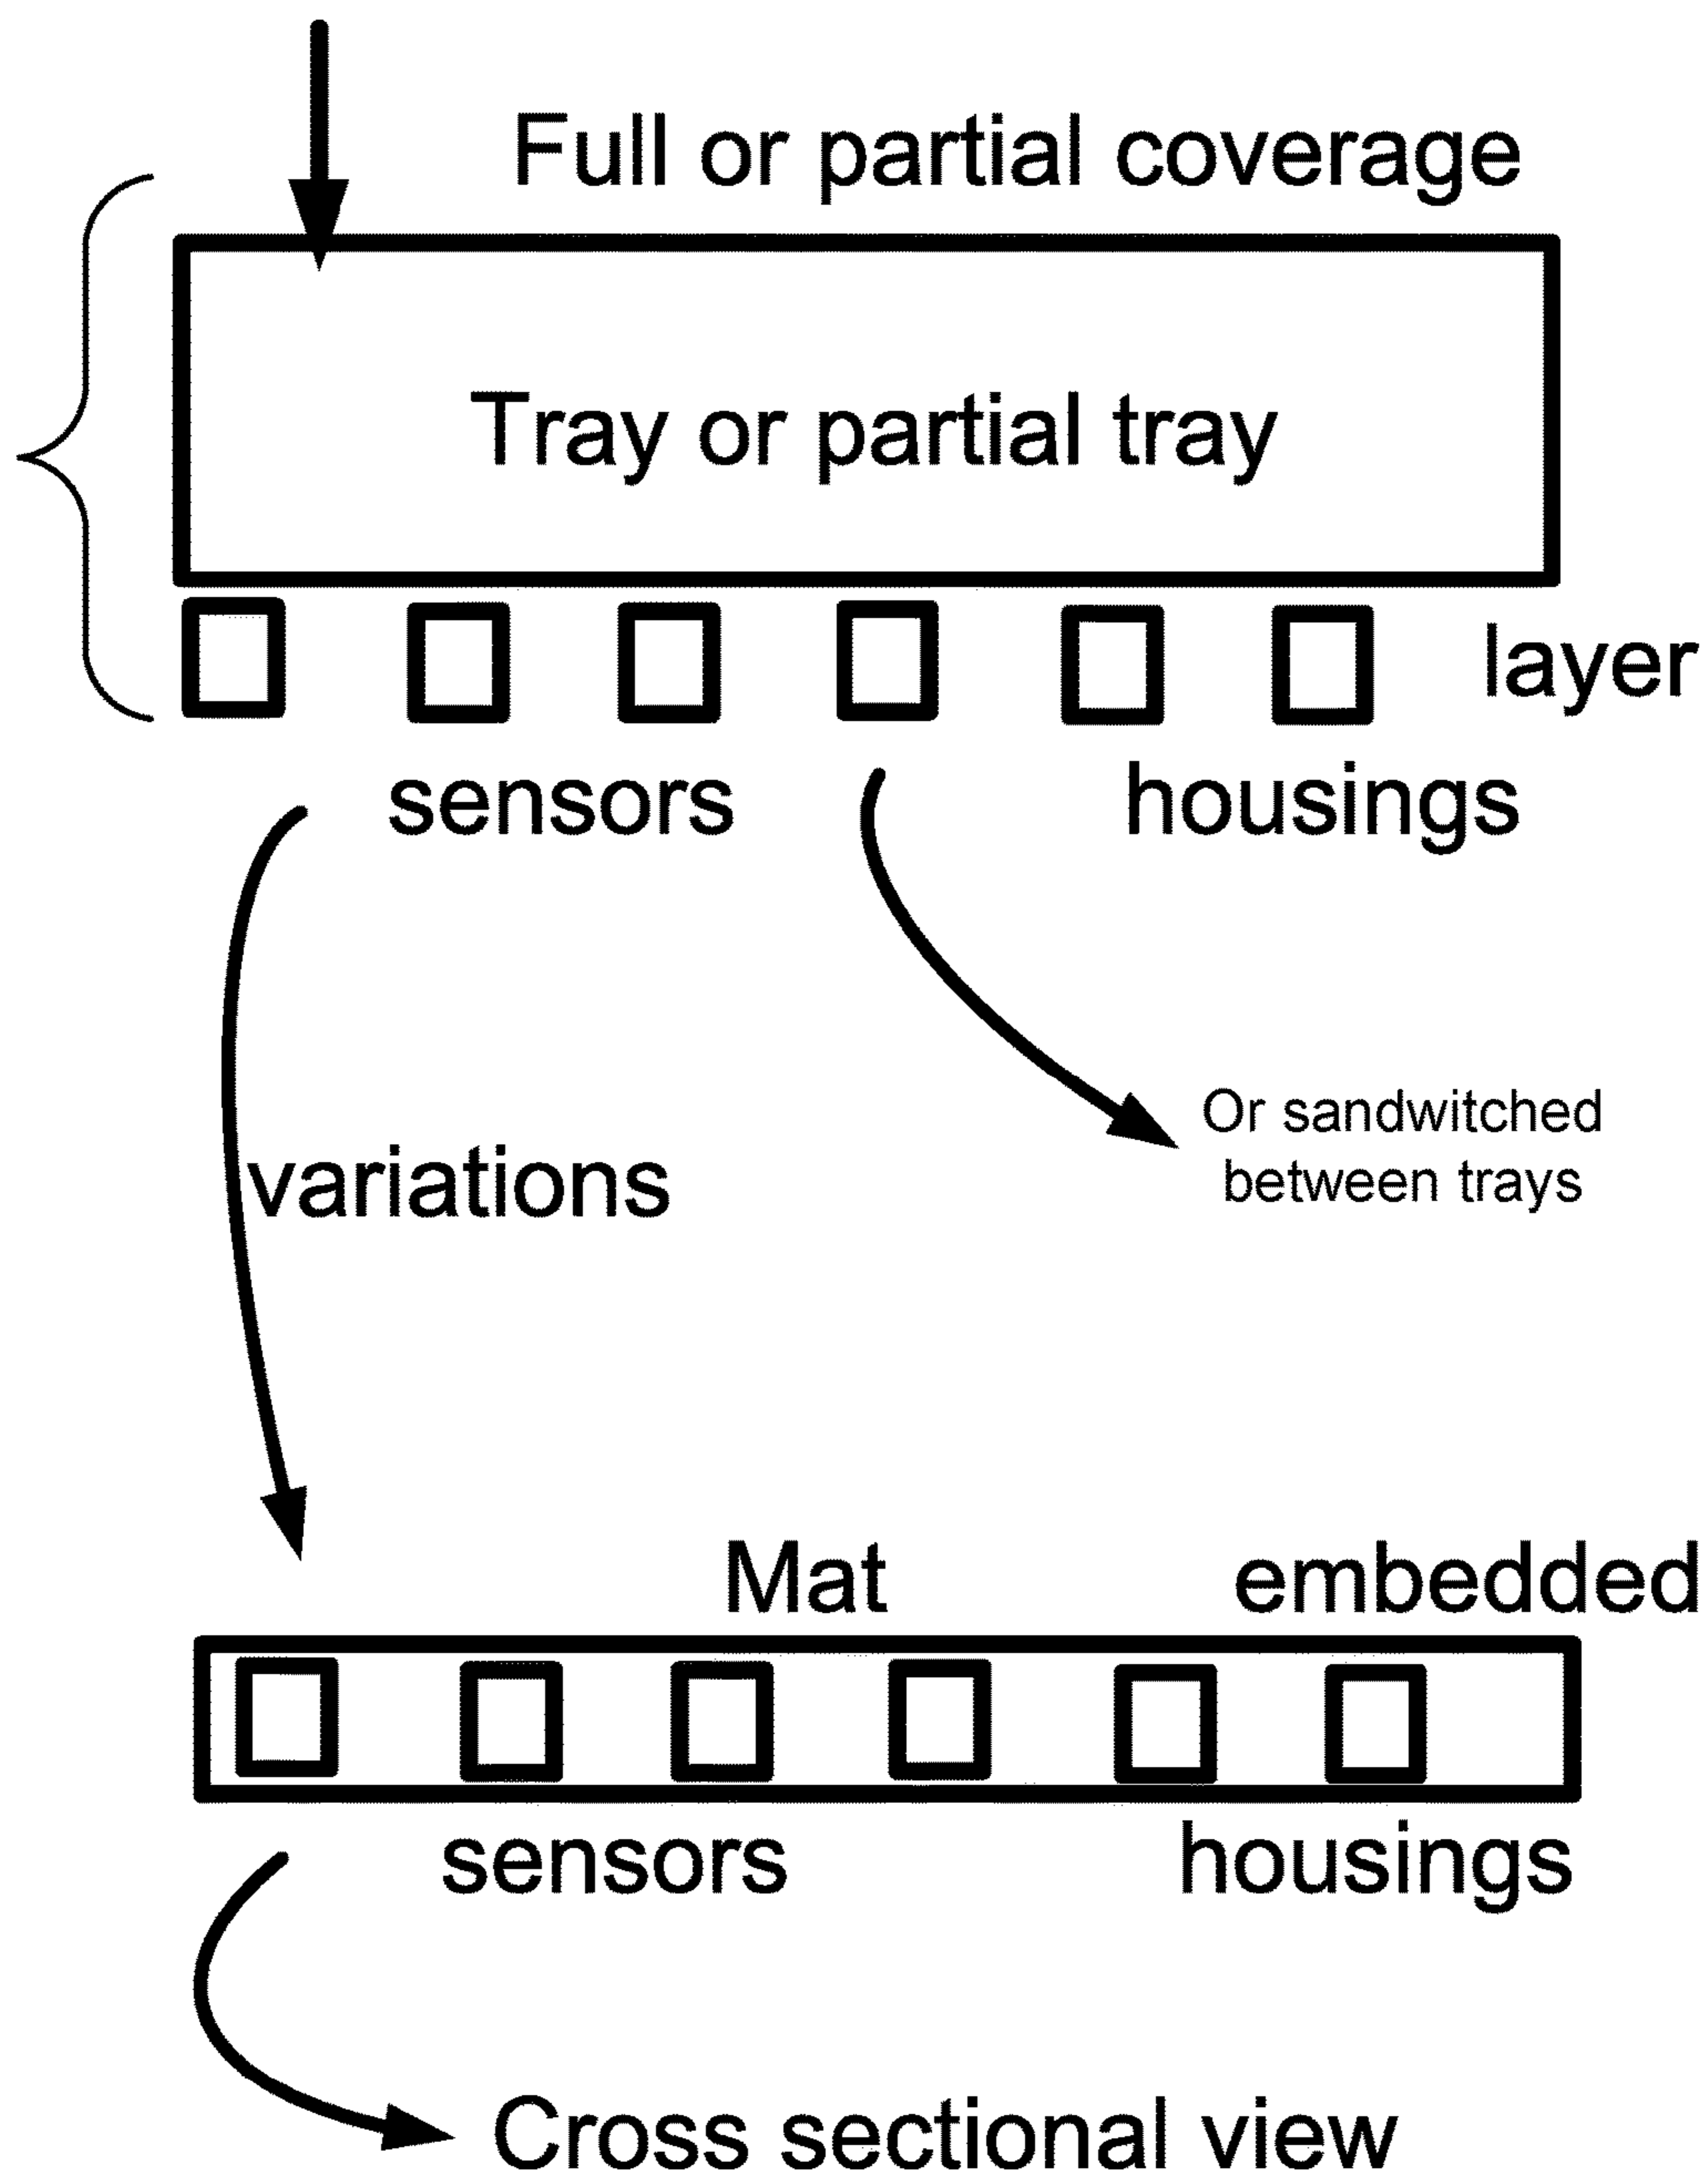 Full or partial coverage
Tray or partial tray
layer
sensors housings
Or sandwitched
between trays
variations
Mat embedded
sensors housings
Cross sectional view